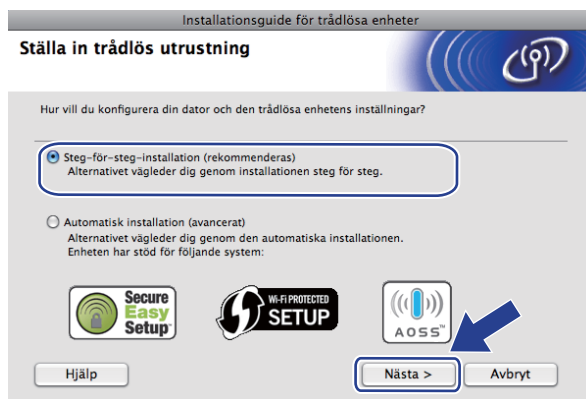 Installationsguide för trådlösa enheter
Ställa in trådlös utrustning
Hur vill du konfigurera din dator och den trådlösa enhetens inställningar?
Steg-för-steg-installation (rekommenderas)
Alternativet vägleder dig genom installationen steg för steg.
Automatisk installation (avancerat)
Alternativet vägleder dig genom den automatiska installationen.
Enheten har stöd för följande system:
Secure
Easy
Setup™
Wi-Fi PROTECTED
SETUP
AOSS™
Hjälp
Nästa >
Avbryt